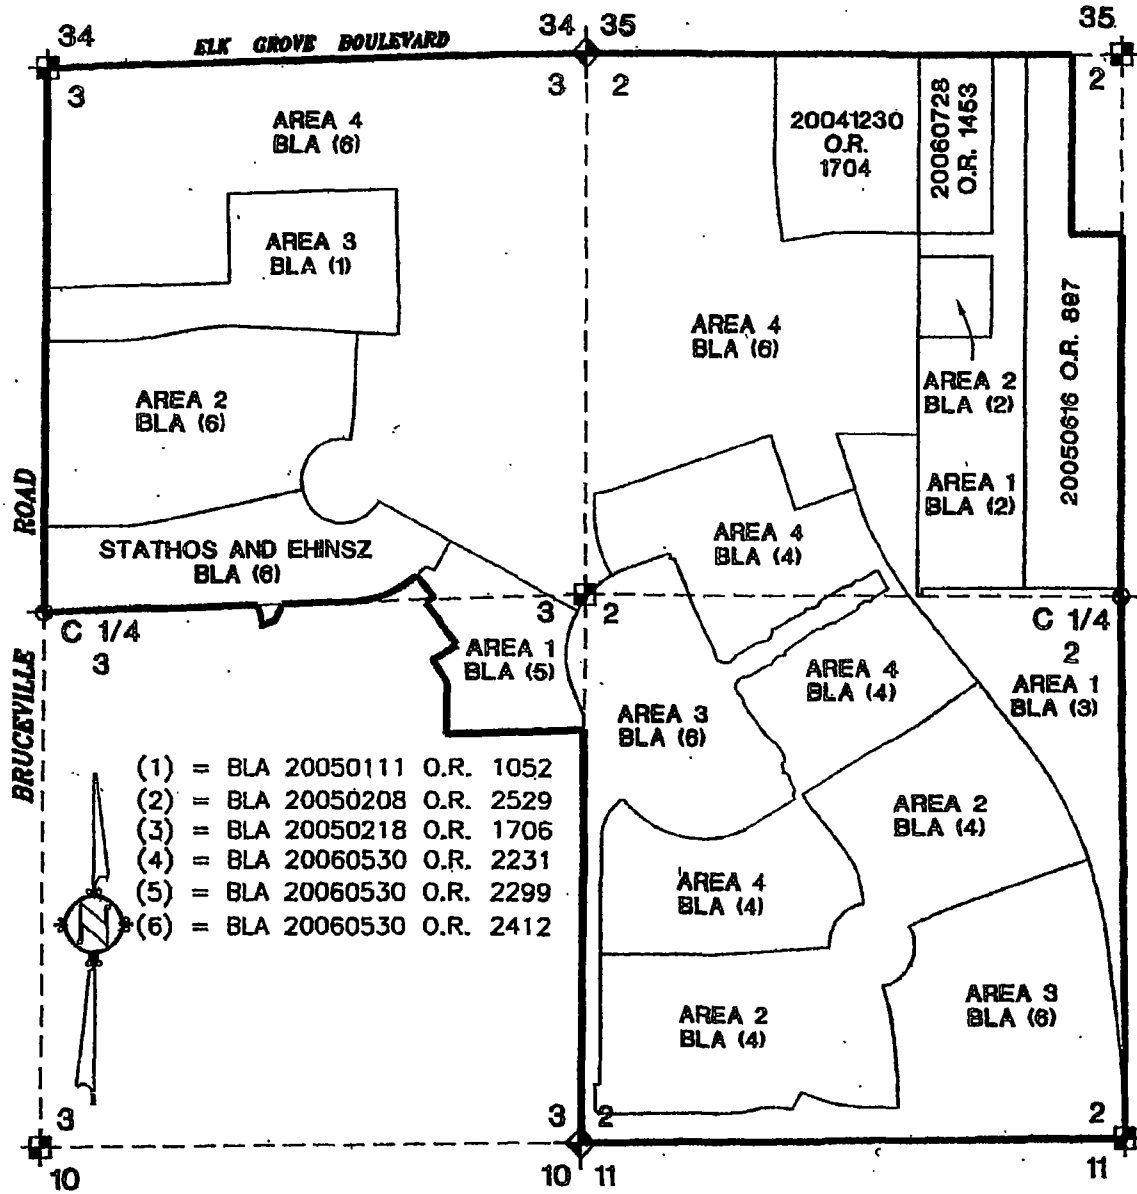 34
34 35
35
ELK GROVE BOULEVARD
3
3 2
2
AREA 4
BLA (6)
20041230
O.R.
1704
20060728
O.R. 1453
AREA 3
BLA (1)
AREA 4
BLA (6)
20050616 O.R. 897
AREA 2
BLA (6)
AREA 2
BLA (2)
AREA 1
BLA (2)
BRUCEVILLE ROAD
STATHOS AND EHINSZ
BLA (6)
AREA 4
BLA (4)
3 2
C 1/4
3
C 1/4
2
AREA 1
BLA (5)
AREA 4
BLA (4)
AREA 1
BLA (3)
AREA 3
BLA (6)
(1) = BLA 20050111 O.R. 1052
(2) = BLA 20050208 O.R. 2529
(3) = BLA 20050218 O.R. 1706
(4) = BLA 20060530 O.R. 2231
(5) = BLA 20060530 O.R. 2299
(6) = BLA 20060530 O.R. 2412
AREA 2
BLA (4)
AREA 4
BLA (4)
N
AREA 3
BLA (6)
AREA 2
BLA (4)
3
3 2
2
10
10 11
11